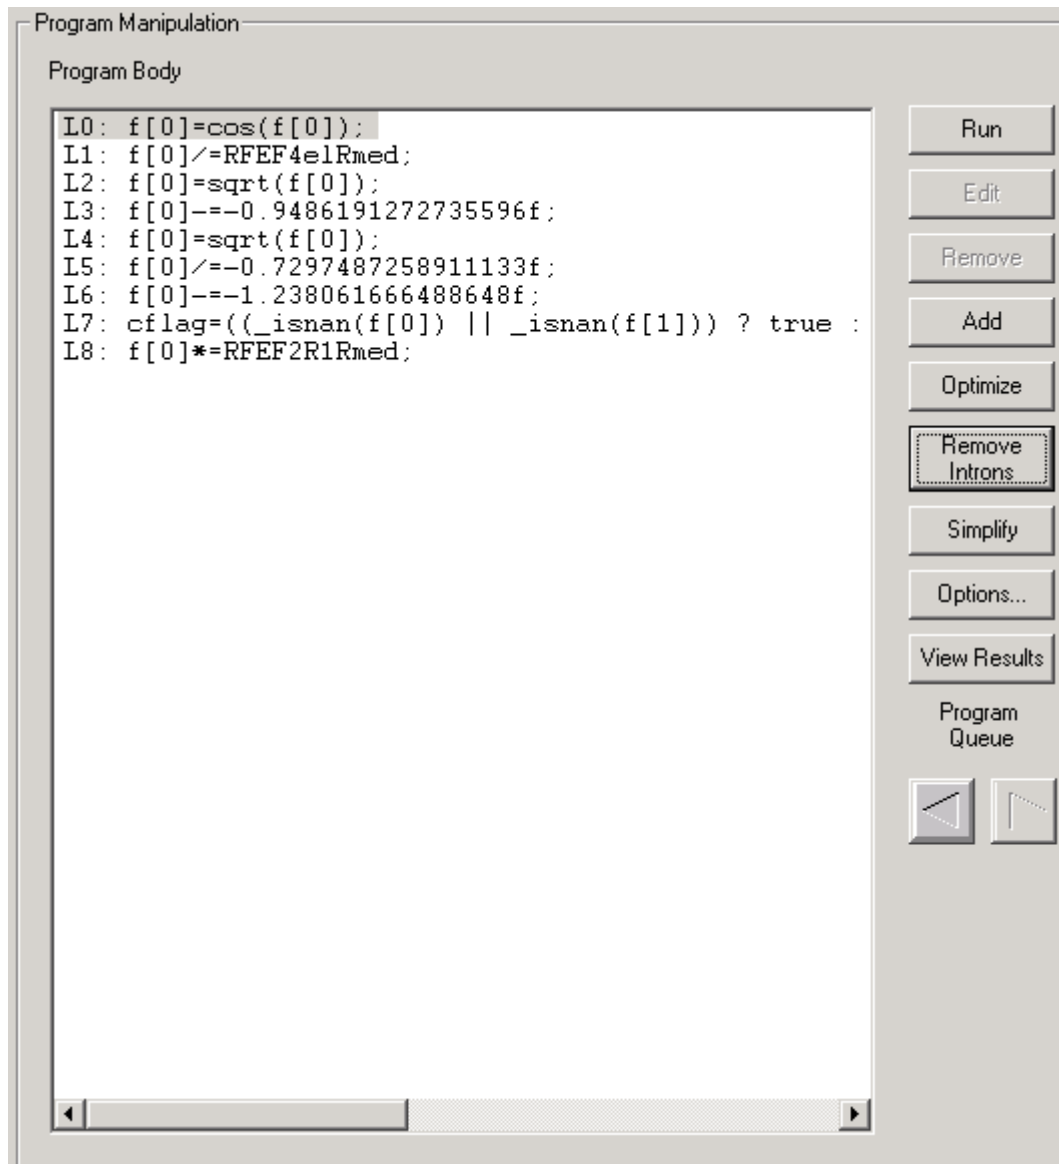 Program Manipulation
Program Body
L0: f[0]=cos(f[0]);
L1: f[0]/=RFEF4elRmed;
L2: f[0]=sqrt(f[0]);
L3: f[0]-=-0.9486191272735596f;
L4: f[0]=sqrt(f[0]);
L5: f[0]/=-0.7297487258911133f;
L6: f[0]-=-1.238061666488648f;
L7: cflag=((_isnan(f[0]) || _isnan(f[1])) ? true :
L8: f[0]*=RFEF2R1Rmed;
Run
Edit
Remove
Add
Optimize
Remove
Introns
Simplify
Options...
View Results
Program
Queue